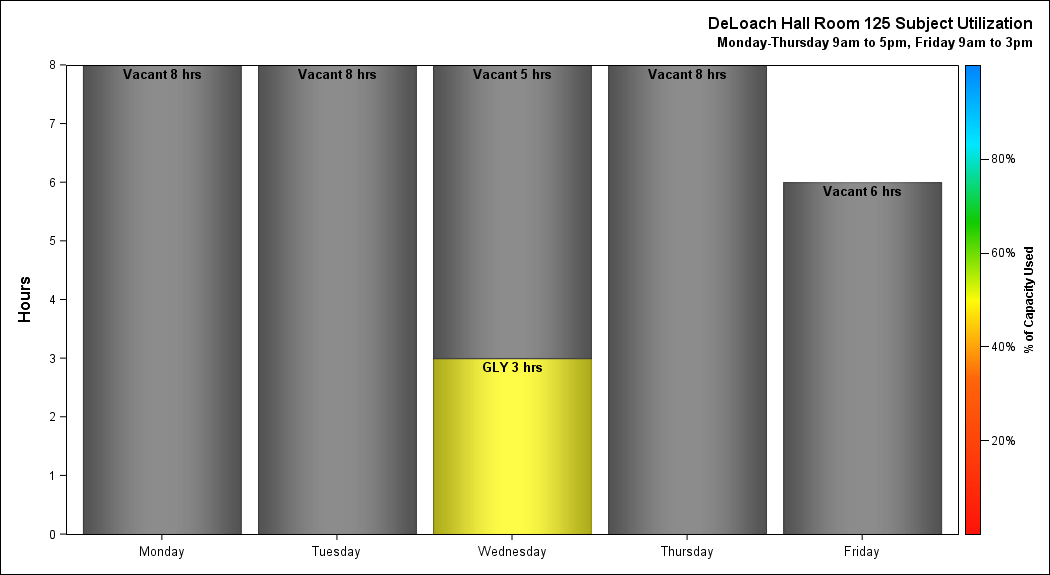 DeLoach Hall Room 125 Subject Utilization
Monday-Thursday 9am to 5pm, Friday 9am to 3pm
Hours
8
7
6
5
4
3
2
1
0
Vacant 8 hrs
Vacant 8 hrs
Vacant 5 hrs
Vacant 8 hrs
Vacant 6 hrs
GLY 3 hrs
Monday
Tuesday
Wednesday
Thursday
Friday
80%
60%
40%
20%
% of Capacity Used